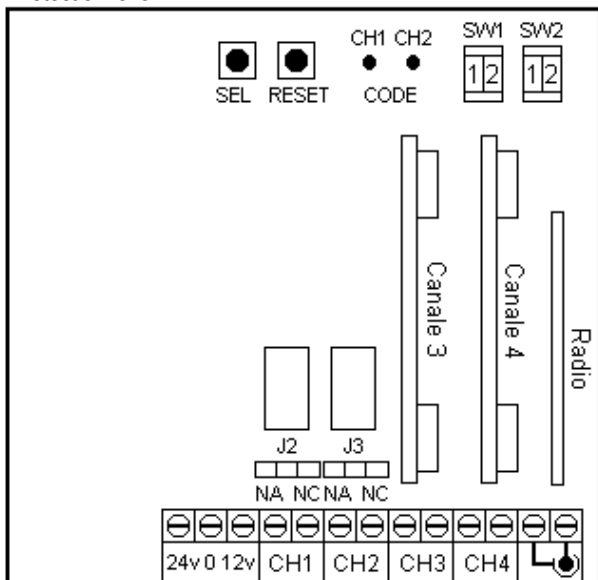 CH1 CH2 SW1 SW2
1 2 1 2
SEL RESET CODE
Canale 3
Canale 4
Radio
J2 J3
NA NC NA NC
24v 0 12v CH1 CH2 CH3 CH4